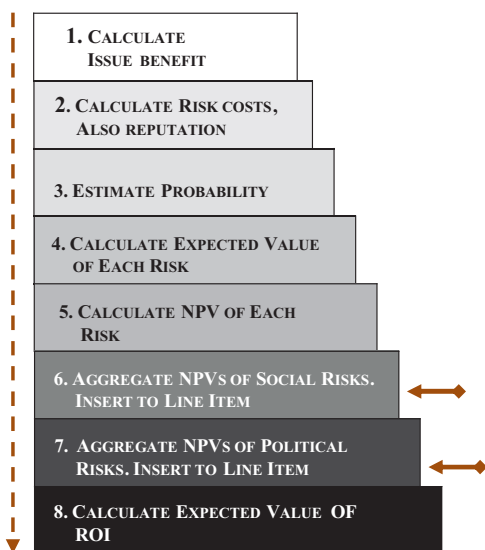 1. CALCULATE
ISSUE BENEFIT
2. CALCULATE RISK COSTS,
ALSO REPUTATION
3. ESTIMATE PROBABILITY
4. CALCULATE EXPECTED VALUE
OF EACH RISK
5. CALCULATE NPV OF EACH
RISK
6. AGGREGATE NPVS OF SOCIAL RISKS.
INSERT TO LINE ITEM
7. AGGREGATE NPVS OF POLITICAL
RISKS. INSERT TO LINE ITEM
8. CALCULATE EXPECTED VALUE OF
ROI